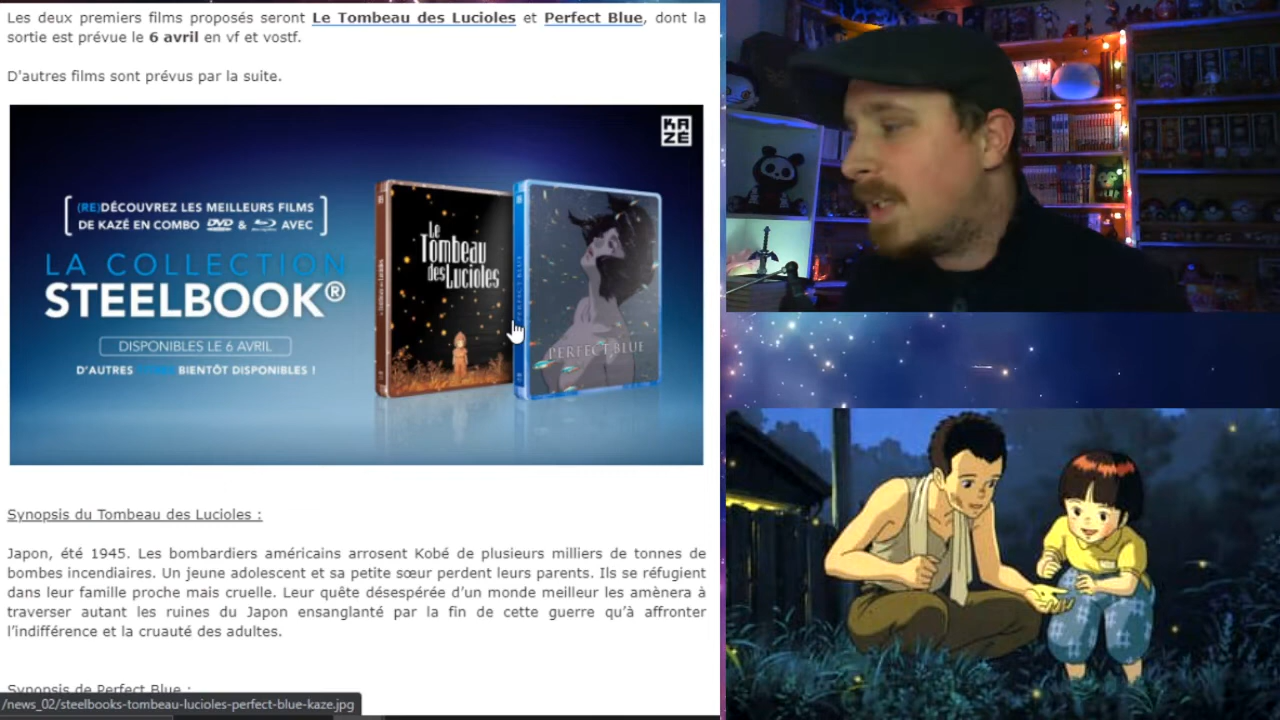 Les deux premiers films proposés seront Le Tombeau des Lucioles et Perfect Blue, dont la
sortie est prévue le 6 avril en vf et vostf.
D'autres films sont prévus par la suite.
KAZE
[(RE)DÉCOUVREZ LES MEILLEURS FILMS
DE KAZÉ EN COMBO DVD & Blu-ray AVEC]
LA COLLECTION
STEELBOOK®
DISPONIBLES LE 6 AVRIL
D'AUTRES TITRES BIENTÔT DISPONIBLES !
Le
Tombeau
des Lucioles
PERFECT BLUE
PERFECT BLUE
Synopsis du Tombeau des Lucioles :
Japon, été 1945. Les bombardiers américains arrosent Kobé de plusieurs milliers de tonnes de
bombes incendiaires. Un jeune adolescent et sa petite sœur perdent leurs parents. Ils se réfugient
dans leur famille proche mais cruelle. Leur quête désespérée d'un monde meilleur les amènera à
traverser autant les ruines du Japon ensanglanté par la fin de cette guerre qu'à affronter
l'indifférence et la cruauté des adultes.
Synopsis de Perfect Blue :
/news_02/steelbooks-tombeau-lucioles-perfect-blue-kaze.jpg